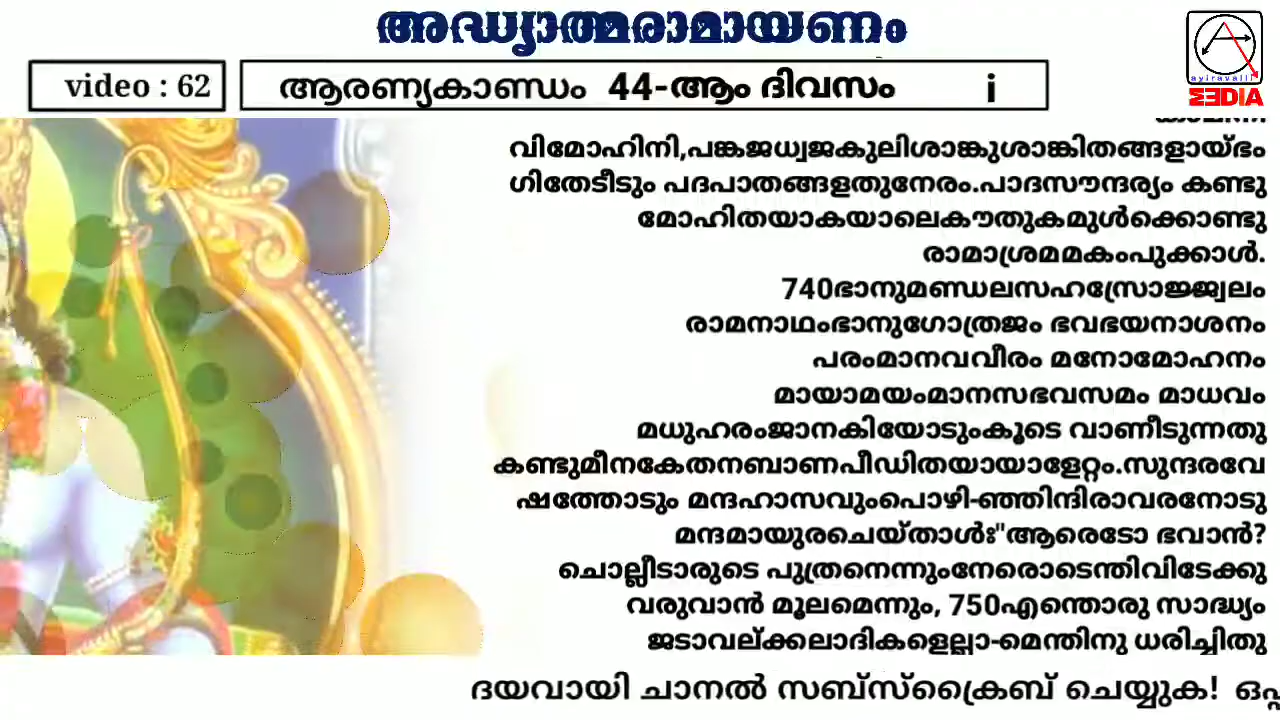 അദ്ധ്യാത്മരാമായണം
video : 62
ആരണ്യകാണ്ഡം 44-ആം ദിവസം i
ayiravalli
MEDIA
വിമോഹിനി,പങ്കജധ്വജകുലിശാങ്കുശാങ്കിതങ്ങളായ്ഭം
ഗിതേടീടും പദപാതങ്ങളതുനേരം.പാദസൗന്ദര്യം കണ്ടു
മോഹിതയാകയാലെകൗതുകമുൾക്കൊണ്ടു
രാമാശ്രമമകംപുക്കാൾ.
740ഭാനുമണ്ഡലസഹസ്രോജ്ജ്വലം
രാമനാഥംഭാനുഗോത്രജം ഭവഭയനാശനം
പരംമാനവവീരം മനോമോഹനം
മായാമയംമാനസഭവസമം മാധവം
മധുഹരംജാനകിയോടുംകൂടെ വാണീടുന്നതു
കണ്ടുമീനകേതനബാണപീഡിതയായാളേറ്റം.സുന്ദരവേ
ഷത്തോടും മന്ദഹാസവുംപൊഴി-ഞ്ഞിന്ദിരാവരനോടു
മന്ദമായുരചെയ്താൾഃ"ആരെടോ ഭവാൻ?
ചൊല്ലീടാരുടെ പുത്രനെന്നുംനേരൊടെന്തിവിടേക്കു
വരുവാൻ മൂലമെന്നും, 750എന്തൊരു സാദ്ധ്യം
ജടാവല്ക്കലാദികളെല്ലാ-മെന്തിനു ധരിച്ചിതു
ദയവായി ചാനൽ സബ്സ്ക്രൈബ് ചെയ്യുക!